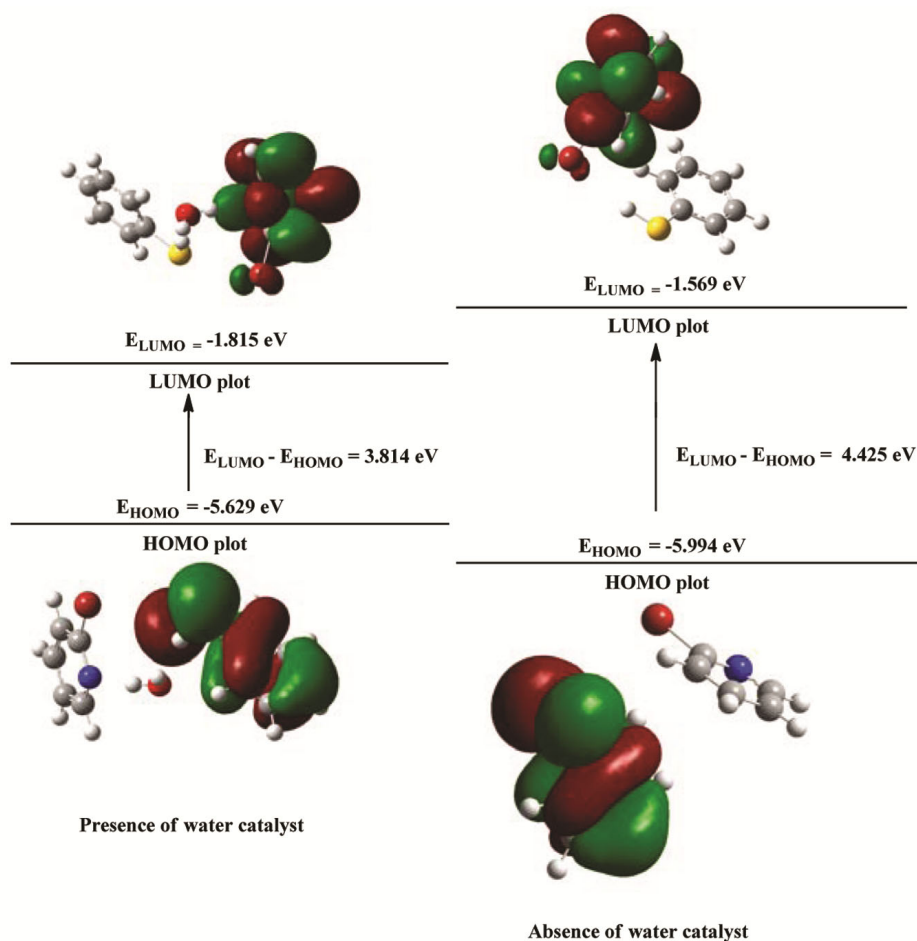 E_LUMO = -1.815 eV
LUMO plot
E_LUMO - E_HOMO = 3.814 eV
E_HOMO = -5.629 eV
HOMO plot
Presence of water catalyst
E_LUMO = -1.569 eV
LUMO plot
E_LUMO - E_HOMO = 4.425 eV
E_HOMO = -5.994 eV
HOMO plot
Absence of water catalyst